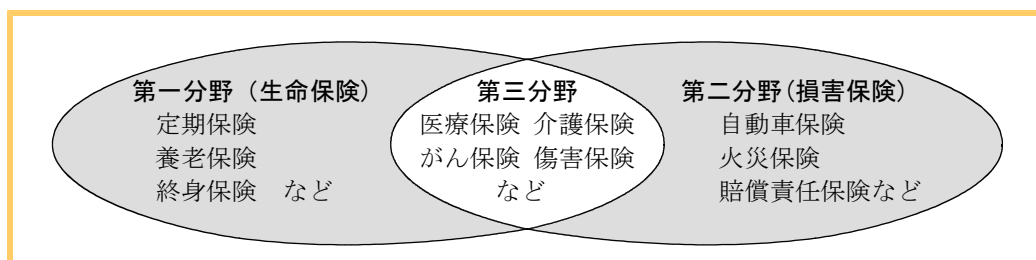 第一分野（生命保険）
定期保険
養老保険
終身保険　など
第三分野
医療保険 介護保険
がん保険 傷害保険
など
第二分野(損害保険)
自動車保険
火災保険
賠償責任保険など